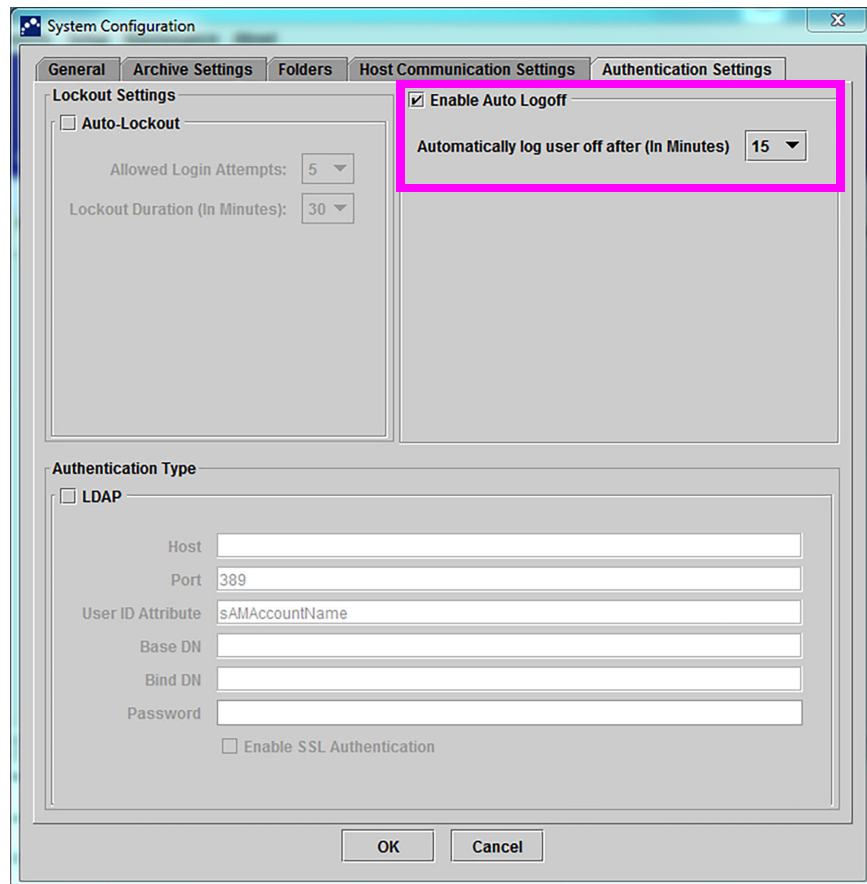 System Configuration
General Archive Settings Folders Host Communication Settings Authentication Settings
Lockout Settings
Auto-Lockout
Allowed Login Attempts: 5
Lockout Duration (In Minutes): 30
Enable Auto Logoff
Automatically log user off after (In Minutes) 15
Authentication Type
LDAP
Host
Port 389
User ID Attribute sAMAccountName
Base DN
Bind DN
Password
Enable SSL Authentication
OK Cancel